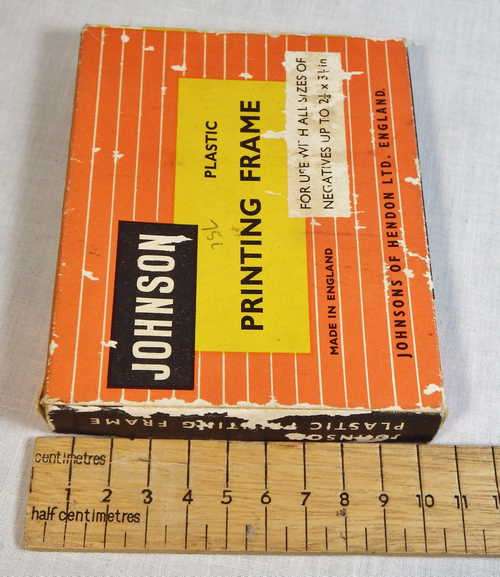 JOHNSON
PLASTIC
PRINTING FRAME
FOR USE WITH ALL SIZES OF
NEGATIVES UP TO 2¼ x 3¼ in
MADE IN ENGLAND
JOHNSONS OF HENDON LTD. ENGLAND.
JOHNSON
PLASTIC PRINTING FRAME
centimetres
1 2 3 4 5 6 7 8 9 10 11
half centimetres